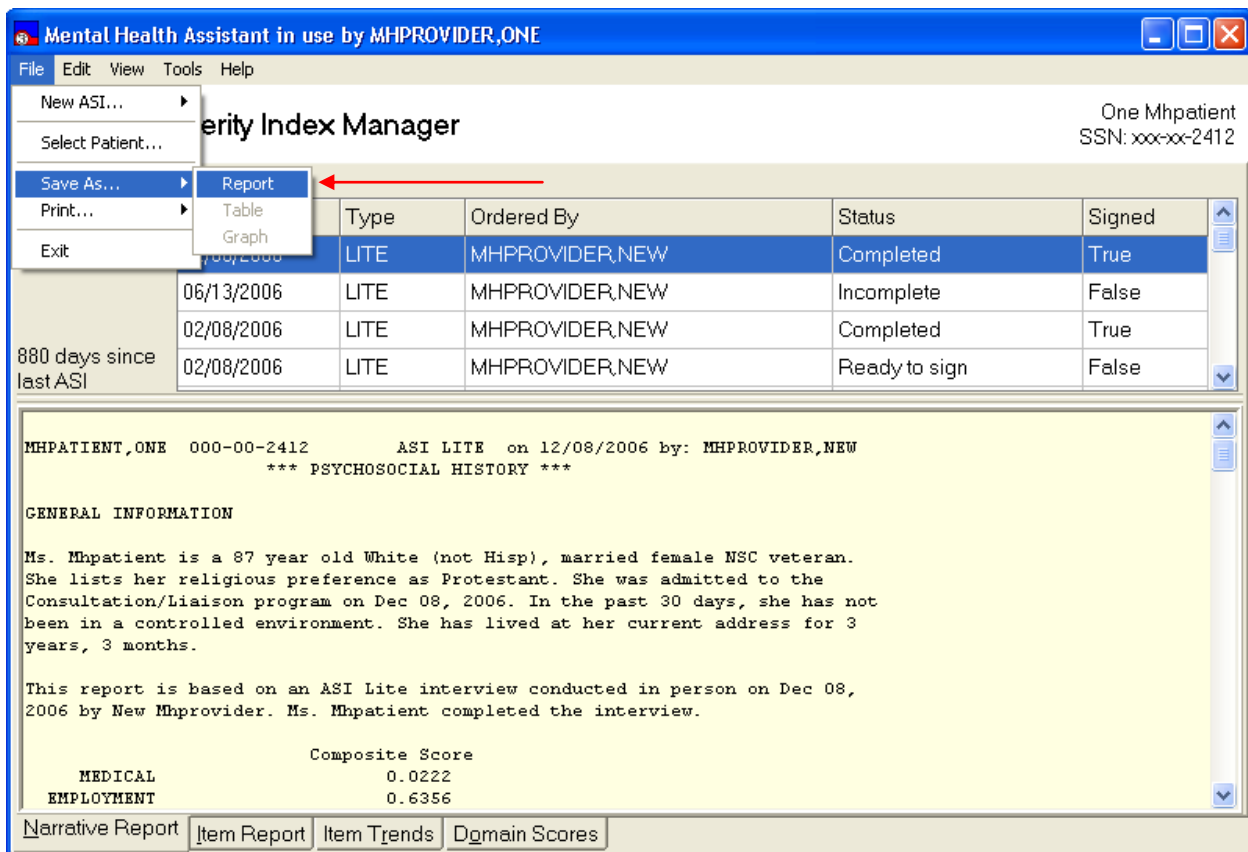 Mental Health Assistant in use by MHPROVIDER,ONE
File Edit View Tools Help
New ASI...
Select Patient...
Save As...
Print...
Exit
Report
Table
Graph
erity Index Manager
One Mhpatient
SSN: xxx-xx-2412
Type Ordered By Status Signed
LITE MHPROVIDER,NEW Completed True
06/13/2006 LITE MHPROVIDER,NEW Incomplete False
02/08/2006 LITE MHPROVIDER,NEW Completed True
02/08/2006 LITE MHPROVIDER,NEW Ready to sign False
880 days since
last ASI
MHPATIENT,ONE 000-00-2412 ASI LITE on 12/08/2006 by: MHPROVIDER,NEW
*** PSYCHOSOCIAL HISTORY ***
GENERAL INFORMATION
Ms. Mhpatient is a 87 year old White (not Hisp), married female NSC veteran.
She lists her religious preference as Protestant. She was admitted to the
Consultation/Liaison program on Dec 08, 2006. In the past 30 days, she has not
been in a controlled environment. She has lived at her current address for 3
years, 3 months.
This report is based on an ASI Lite interview conducted in person on Dec 08,
2006 by New Mhprovider. Ms. Mhpatient completed the interview.
Composite Score
MEDICAL 0.0222
EMPLOYMENT 0.6356
Narrative Report Item Report Item Trends Domain Scores